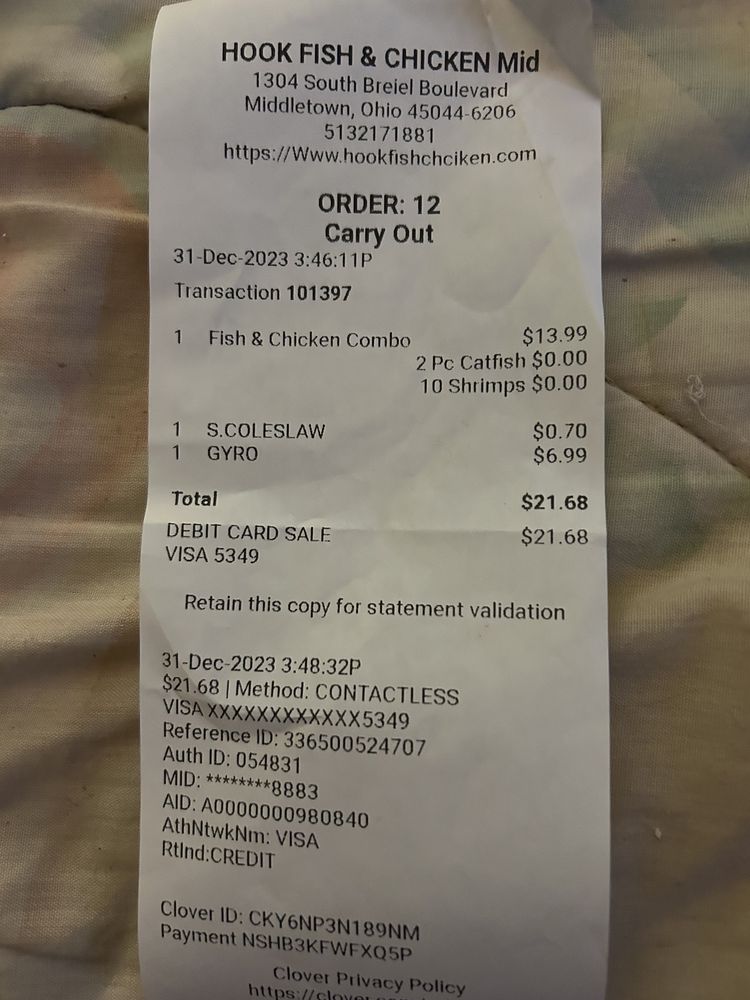 HOOK FISH & CHICKEN Mid
1304 South Breiel Boulevard
Middletown, Ohio 45044-6206
5132171881
https://Www.hookfishchciken.com
ORDER: 12
Carry Out
31-Dec-2023 3:46:11P
Transaction 101397
1 Fish & Chicken Combo $13.99
2 Pc Catfish $0.00
10 Shrimps $0.00
1 S.COLESLAW $0.70
1 GYRO $6.99
Total $21.68
DEBIT CARD SALE $21.68
VISA 5349
Retain this copy for statement validation
31-Dec-2023 3:48:32P
$21.68 | Method: CONTACTLESS
VISA XXXXXXXXXXXX5349
Reference ID: 336500524707
Auth ID: 054831
MID: ********8883
AID: A0000000980840
AthNtwkNm: VISA
RtInd:CREDIT
Clover ID: CKY6NP3N189NM
Payment NSHB3KFWFXQ5P
Clover Privacy Policy